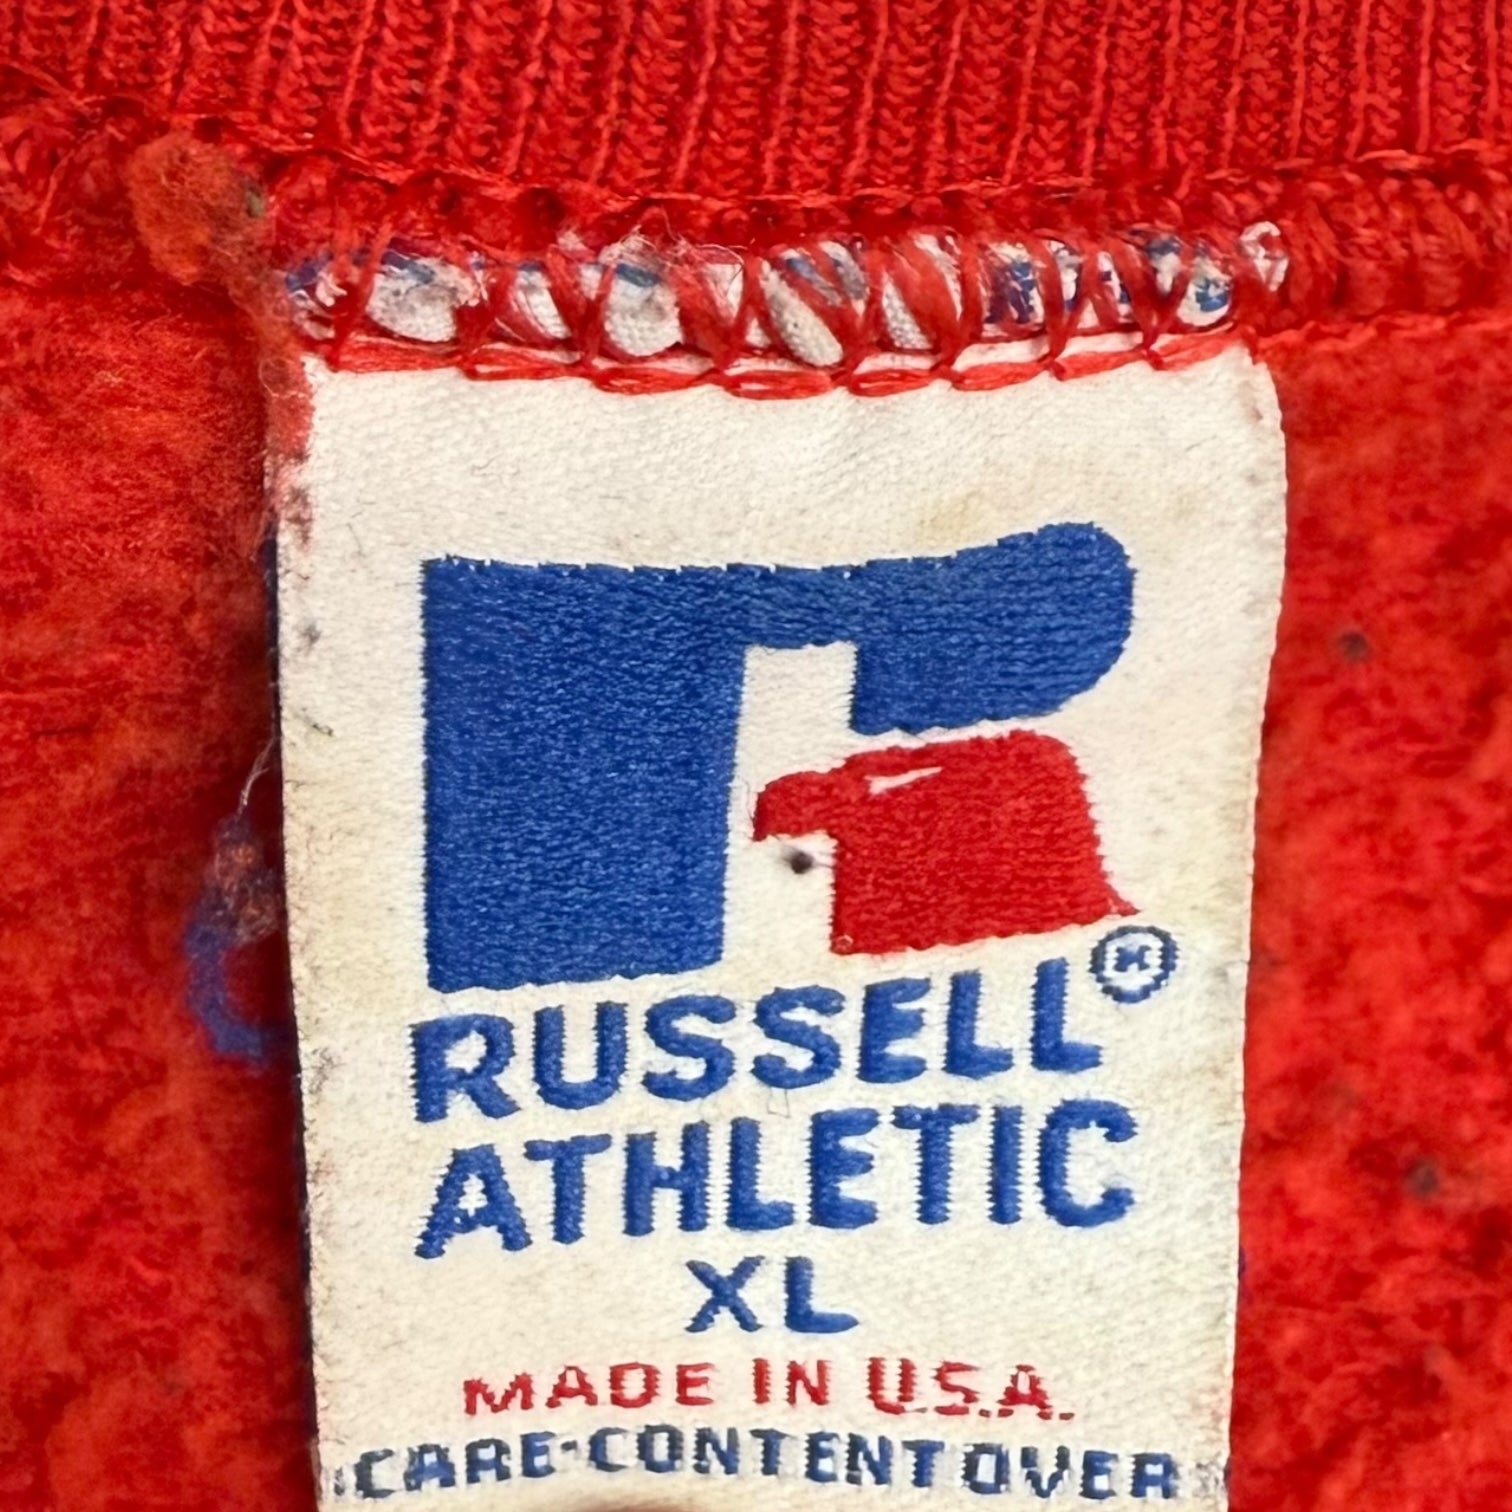 RUSSELL®
ATHLETIC
XL
MADE IN U.S.A.
CARE-CONTENT OVER